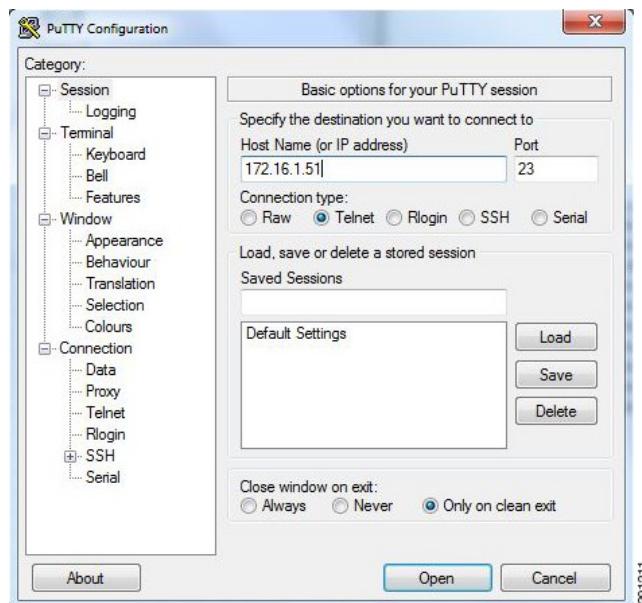 PuTTY Configuration
Category:
Session
Logging
Terminal
Keyboard
Bell
Features
Window
Appearance
Behaviour
Translation
Selection
Colours
Connection
Data
Proxy
Telnet
Rlogin
SSH
Serial
Basic options for your PuTTY session
Specify the destination you want to connect to
Host Name (or IP address) Port
172.16.1.51 23
Connection type:
Raw Telnet Rlogin SSH Serial
Load, save or delete a stored session
Saved Sessions
Default Settings
Load
Save
Delete
Close window on exit:
Always Never Only on clean exit
About Open Cancel